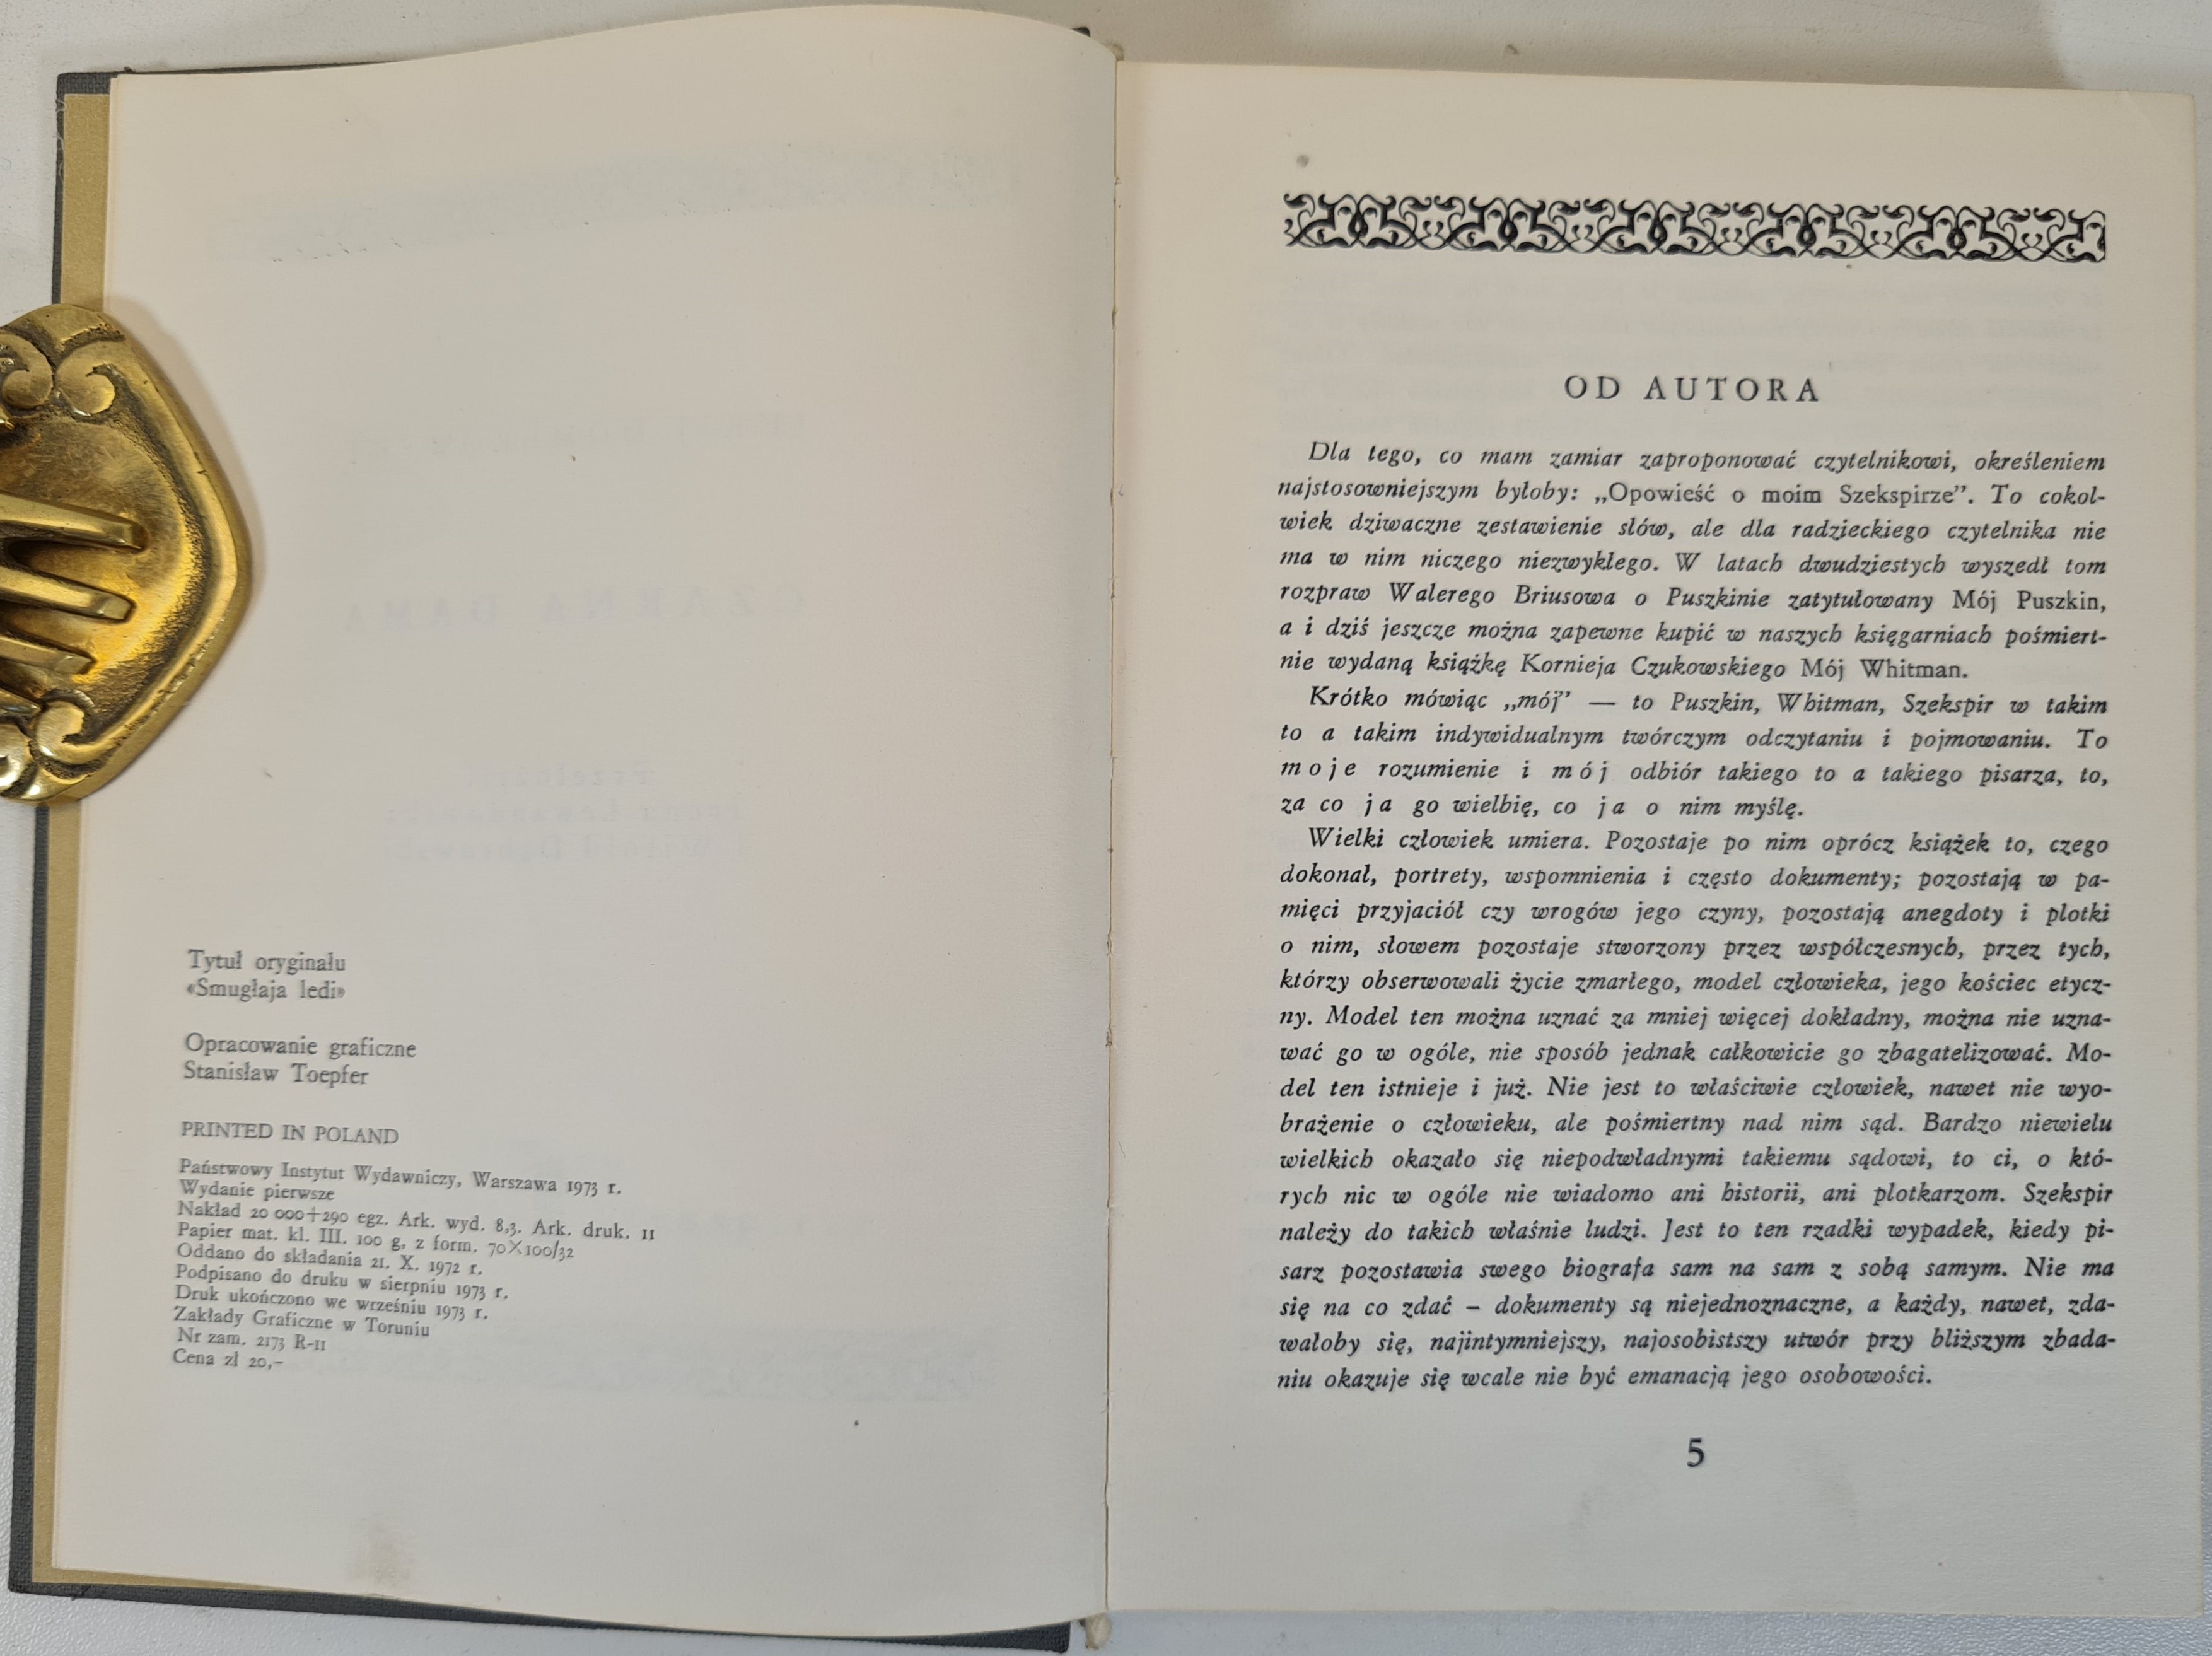 Tytuł oryginału
«Smugłaja ledi»
Opracowanie graficzne
Stanisław Toepfer
PRINTED IN POLAND
Państwowy Instytut Wydawniczy, Warszawa 1973 r.
Wydanie pierwsze
Nakład 20 000+290 egz. Ark. wyd. 8,3. Ark. druk. 11
Papier mat. kl. III. 100 g, z form. 70×100/32
Oddano do składania 21. X. 1972 r.
Podpisano do druku w sierpniu 1973 r.
Druk ukończono we wrześniu 1973 r.
Zakłady Graficzne w Toruniu
Nr zam. 2173 R-11
Cena zł 20,-
OD AUTORA
Dla tego, co mam zamiar zaproponować czytelnikowi, określeniem
najstosowniejszym byłoby: „Opowieść o moim Szekspirze”. To cokol-
wiek dziwaczne zestawienie słów, ale dla radzieckiego czytelnika nie
ma w nim niczego niezwykłego. W latach dwudziestych wyszedł tom
rozpraw Walerego Briusowa o Puszkinie zatytułowany Mój Puszkin,
a i dziś jeszcze można zapewne kupić w naszych księgarniach pośmiert-
nie wydaną książkę Kornieja Czukowskiego Mój Whitman.
Krótko mówiąc „mój” — to Puszkin, Whitman, Szekspir w takim
to a takim indywidualnym twórczym odczytaniu i pojmowaniu. To
moje rozumienie i mój odbiór takiego to a takiego pisarza, to,
za co ja go wielbię, co ja o nim myślę.
Wielki człowiek umiera. Pozostaje po nim oprócz książek to, czego
dokonał, portrety, wspomnienia i często dokumenty; pozostają w pa-
mięci przyjaciół czy wrogów jego czyny, pozostają anegdoty i plotki
o nim, słowem pozostaje stworzony przez współczesnych, przez tych,
którzy obserwowali życie zmarłego, model człowieka, jego kościec etycz-
ny. Model ten można uznać za mniej więcej dokładny, można nie uzna-
wać go w ogóle, nie sposób jednak całkowicie go zbagatelizować. Mo-
del ten istnieje i już. Nie jest to właściwie człowiek, nawet nie wyo-
brażenie o człowieku, ale pośmiertny nad nim sąd. Bardzo niewielu
wielkich okazało się niepodwładnymi takiemu sądowi, to ci, o któ-
rych nic w ogóle nie wiadomo ani historii, ani plotkarzom. Szekspir
należy do takich właśnie ludzi. Jest to ten rzadki wypadek, kiedy pi-
sarz pozostawia swego biografa sam na sam z sobą samym. Nie ma
się na co zdać – dokumenty są niejednoznaczne, a każdy, nawet, zda-
wałoby się, najintymniejszy, najosobistszy utwór przy bliższym zbada-
niu okazuje się wcale nie być emanacją jego osobowości.
5